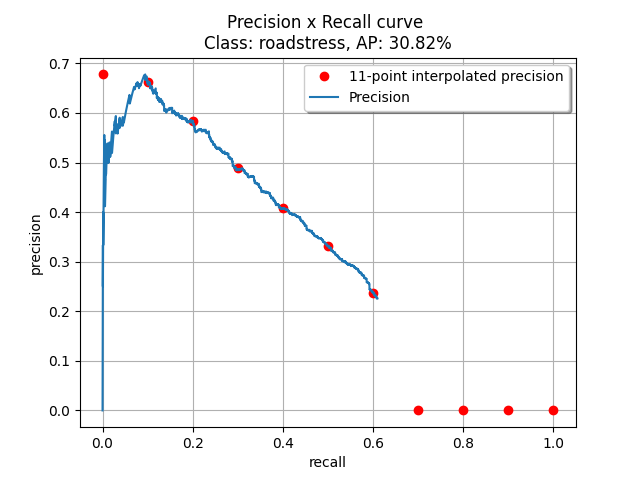 Precision x Recall curve
Class: roadstress, AP: 30.82%
11-point interpolated precision
Precision
0.7
0.6
0.5
0.4
0.3
0.2
0.1
0.0
precision
0.0 0.2 0.4 0.6 0.8 1.0
recall